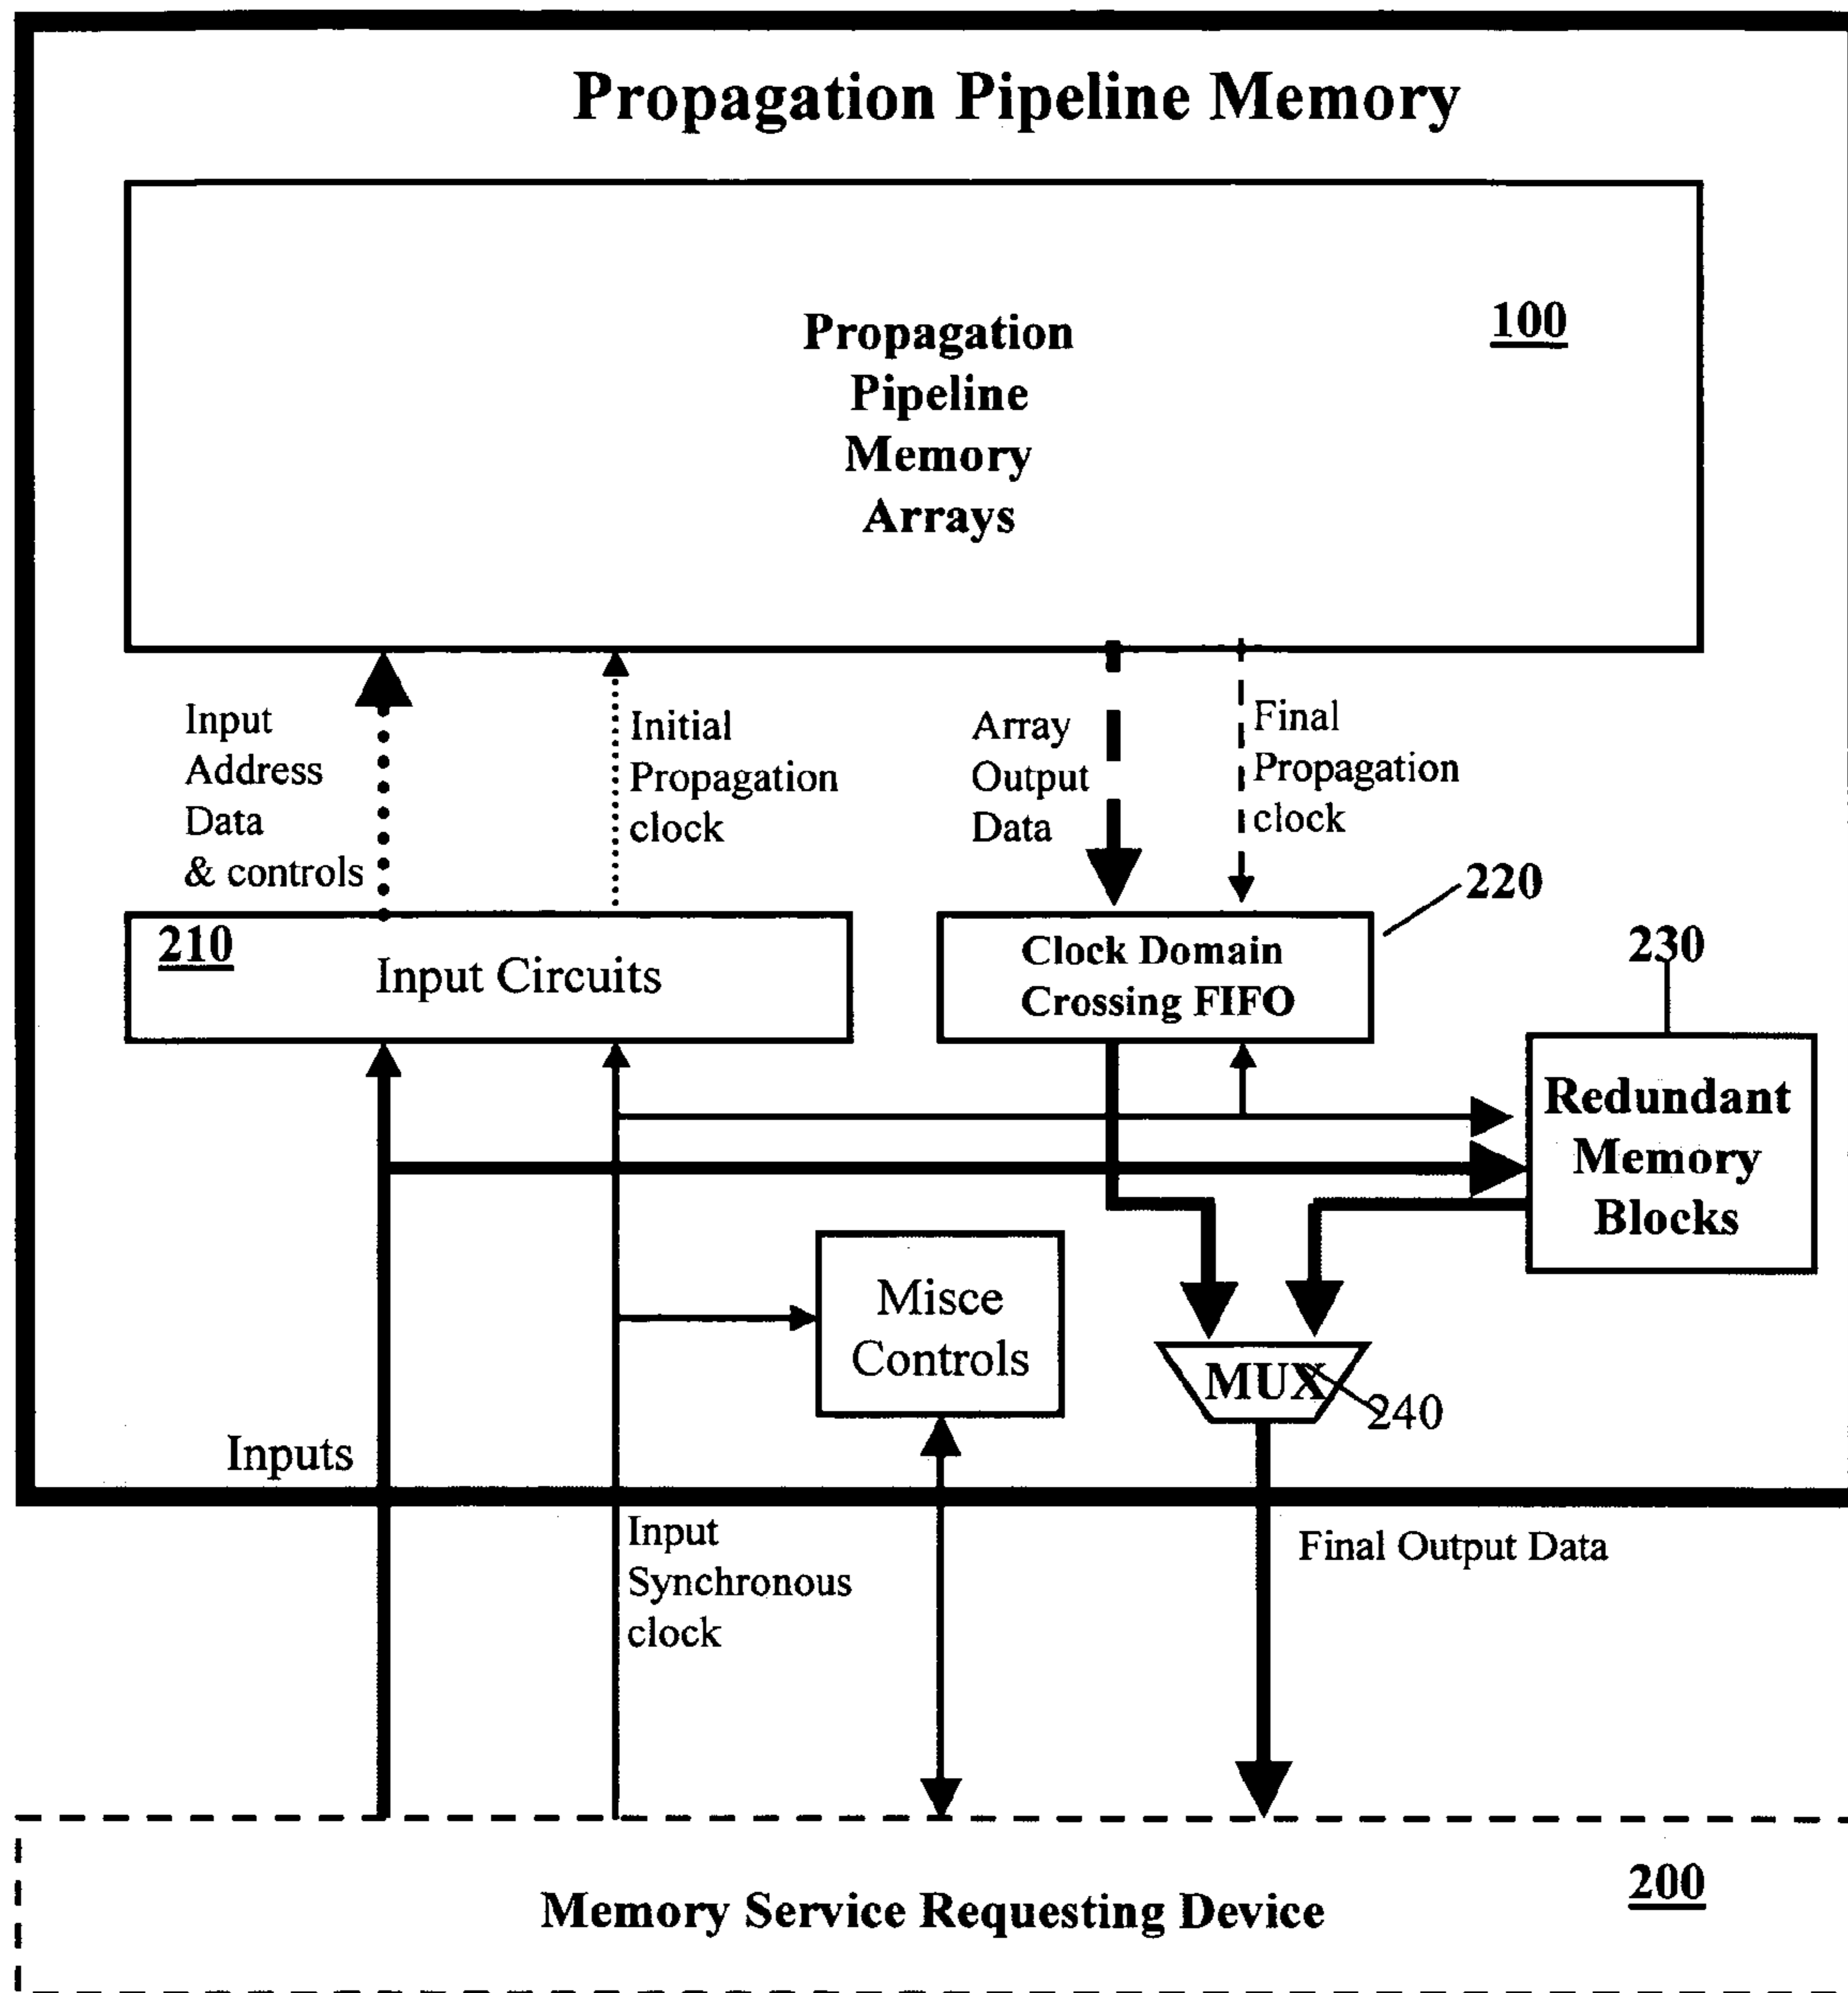 Propagation Pipeline Memory
Propagation
Pipeline
Memory
Arrays
100
Input
Address
Data
& controls
Initial
Propagation
clock
Array
Output
Data
Final
Propagation
clock
220
210
Input Circuits
Clock Domain
Crossing FIFO
230
Redundant
Memory
Blocks
Misce
Controls
MUX
240
Inputs
Input
Synchronous
clock
Final Output Data
200
Memory Service Requesting Device